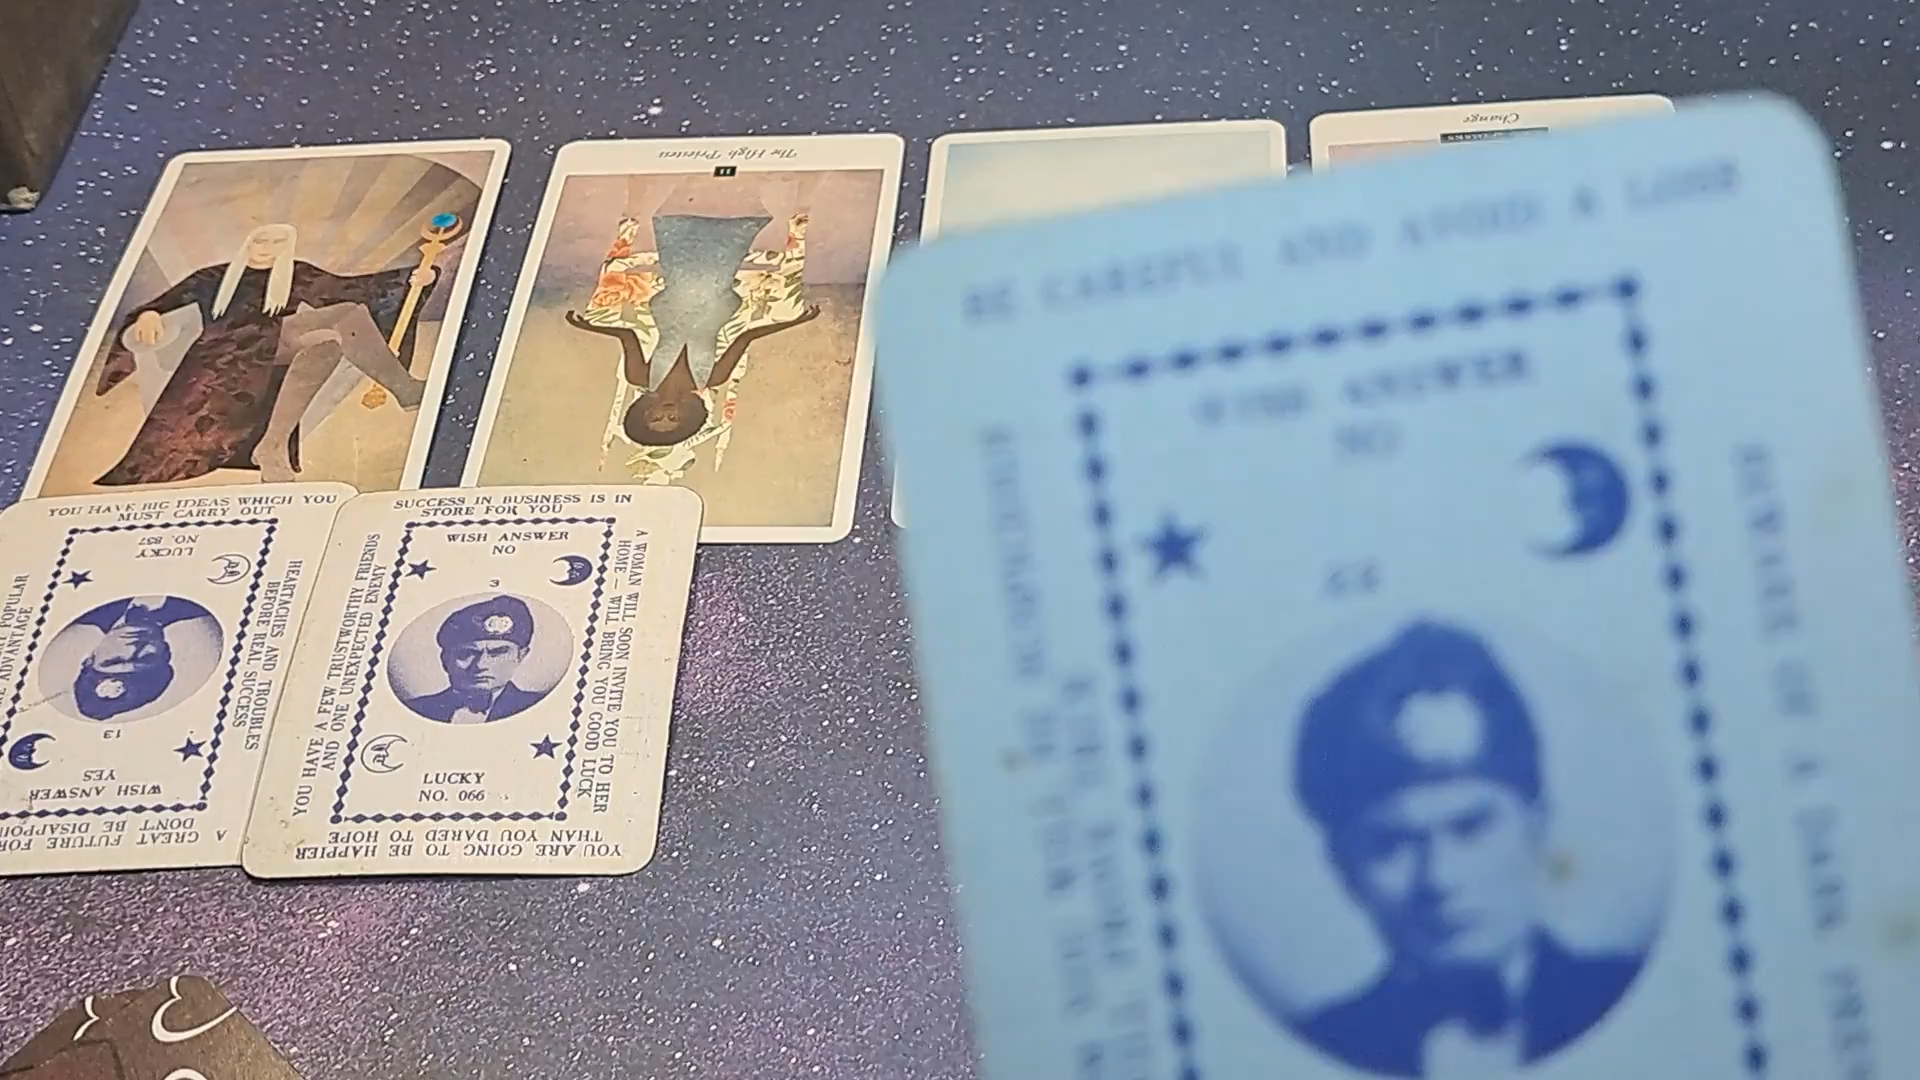 The High Priestess
II
Change
YOU HAVE BIG IDEAS WHICH YOU
MUST CARRY OUT
LUCKY
NO. 857
POPULAR
ADVANTAGE
HEARTACHES AND TROUBLES
BEFORE REAL SUCCESS
13
WISH ANSWER
YES
A GREAT FUTURE FOR
DON'T BE
SUCCESS IN BUSINESS IS IN
STORE FOR YOU
WISH ANSWER
NO
3
YOU HAVE A FEW TRUSTWORTHY FRIENDS
AND ONE UNEXPECTED ENEMY
A WOMAN WILL SOON INVITE YOU TO HER
HOME — WILL BRING YOU GOOD LUCK
LUCKY
NO. 066
YOU ARE GOING TO BE HAPPIER
THAN YOU DARED TO HOPE
BE CAREFUL AND AVOID A LOSS
WISH ANSWER
NO
BEWARE OF A DARK